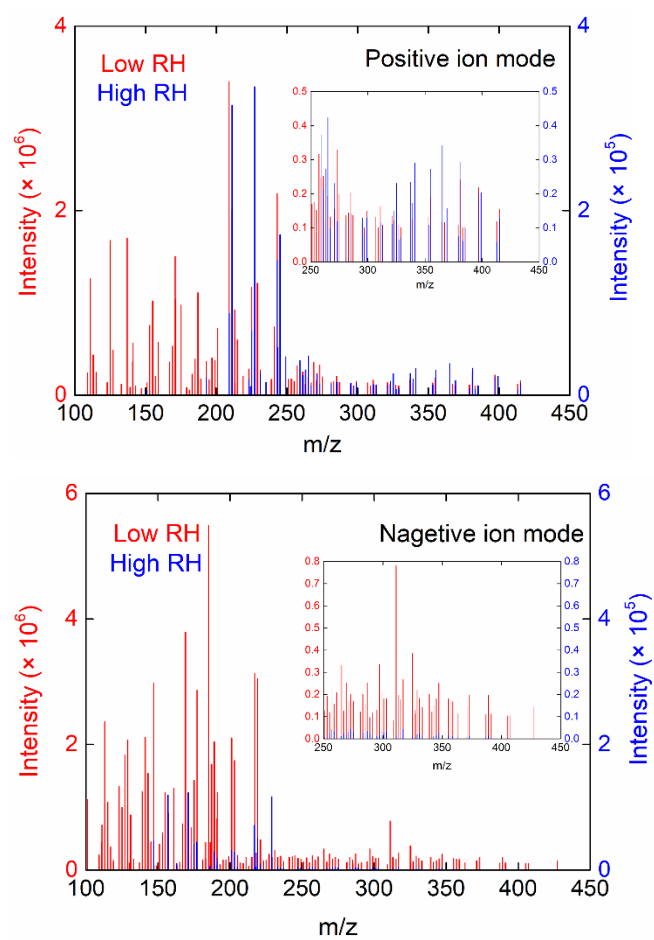 4
4
Low RH
High RH
Positive ion mode
Intensity (× 10⁶)
Intensity (× 10⁵)
0.5
0.5
0.4
0.4
0.3
0.3
0.2
0.2
0.1
0.1
0.0
0.0
250 300 350 400 450
m/z
2
2
0
0
100 150 200 250 300 350 400 450
m/z
6
6
Low RH
High RH
Nagetive ion mode
Intensity (× 10⁶)
Intensity (× 10⁵)
0.8
0.8
0.7
0.7
0.6
0.6
0.5
0.5
0.4
0.4
0.3
0.3
0.2
0.2
0.1
0.1
0.0
0.0
250 300 350 400 450
m/z
4
4
2
2
0
0
100 150 200 250 300 350 400 450
m/z